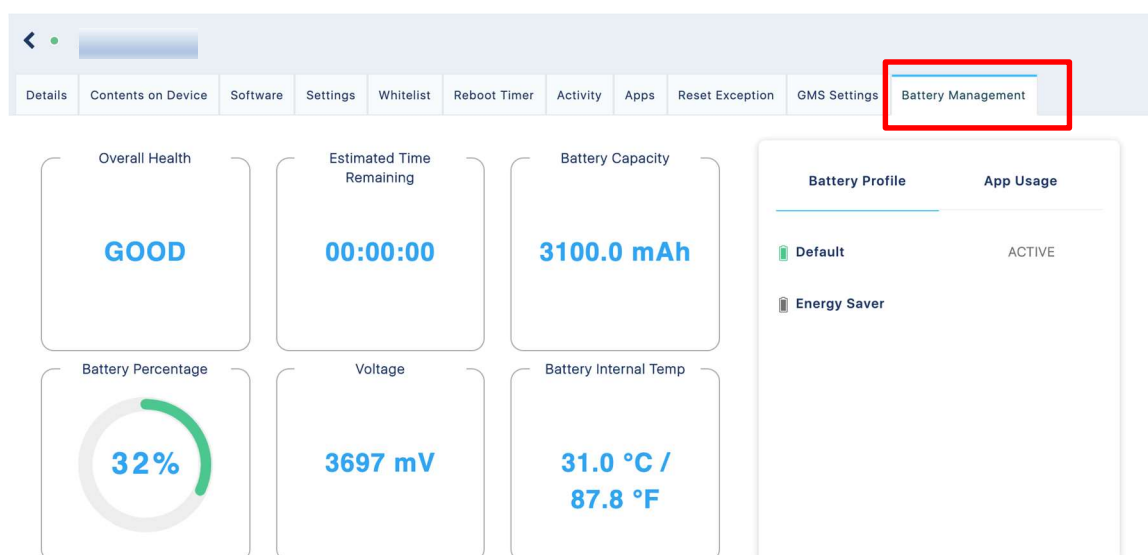 Details Contents on Device Software Settings Whitelist Reboot Timer Activity Apps Reset Exception GMS Settings Battery Management
Overall Health
GOOD
Estimated Time
Remaining
00:00:00
Battery Capacity
3100.0 mAh
Battery Percentage
32%
Voltage
3697 mV
Battery Internal Temp
31.0 °C /
87.8 °F
Battery Profile App Usage
Default ACTIVE
Energy Saver